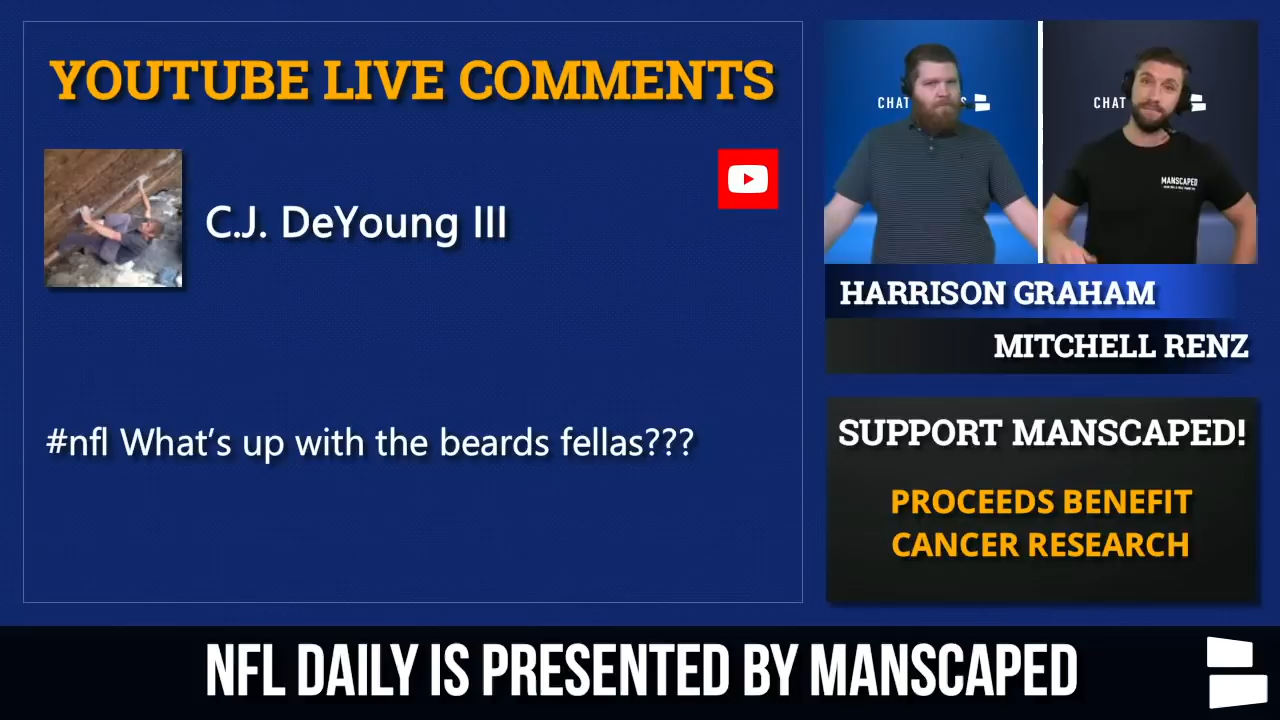 YOUTUBE LIVE COMMENTS
C.J. DeYoung III
#nfl What's up with the beards fellas???
CHAT
CHAT
MANSCAPED
HARRISON GRAHAM
MITCHELL RENZ
SUPPORT MANSCAPED!
PROCEEDS BENEFIT
CANCER RESEARCH
NFL DAILY IS PRESENTED BY MANSCAPED